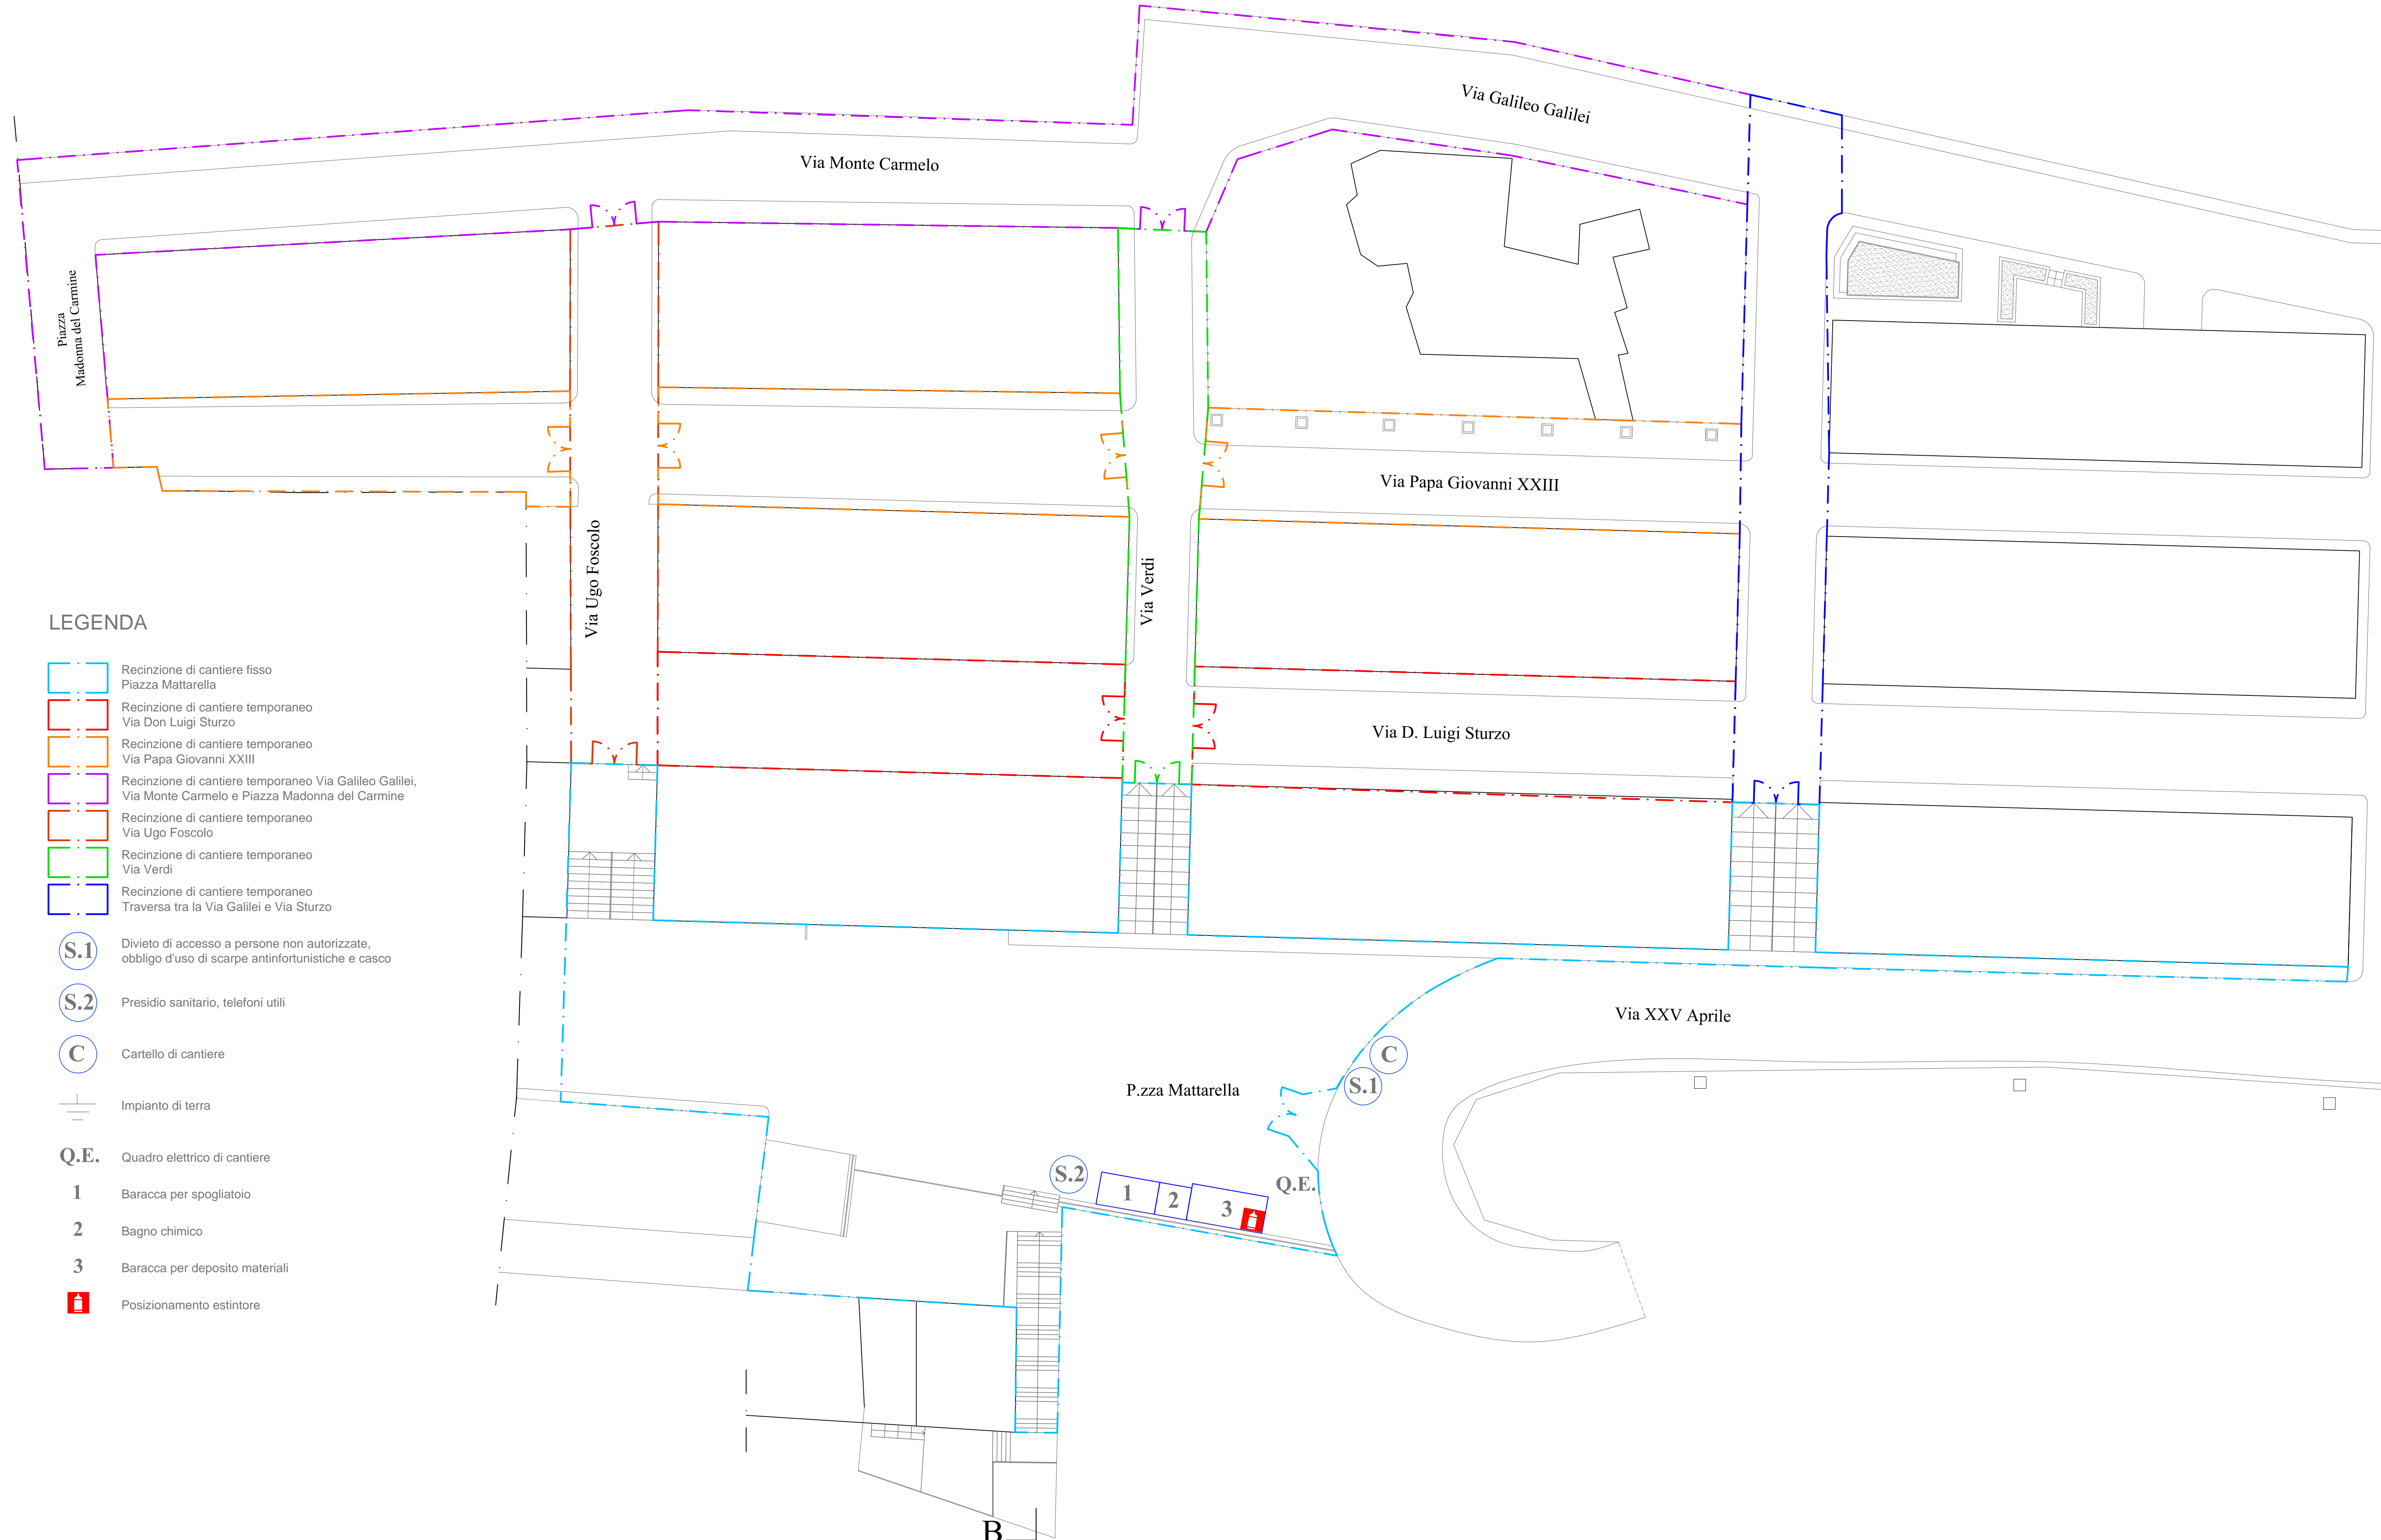 Via Galileo Galilei
Via Monte Carmelo
Piazza
Madonna del Carmine
Via Papa Giovanni XXIII
Via Ugo Foscolo
Via Verdi
Via D. Luigi Sturzo
Via XXV Aprile
P.zza Mattarella
C
S.1
S.2
1
2
3
Q.E.
B
LEGENDA
Recinzione di cantiere fisso
Piazza Mattarella
Recinzione di cantiere temporaneo
Via Don Luigi Sturzo
Recinzione di cantiere temporaneo
Via Papa Giovanni XXIII
Recinzione di cantiere temporaneo Via Galileo Galilei,
Via Monte Carmelo e Piazza Madonna del Carmine
Recinzione di cantiere temporaneo
Via Ugo Foscolo
Recinzione di cantiere temporaneo
Via Verdi
Recinzione di cantiere temporaneo
Traversa tra la Via Galilei e Via Sturzo
S.1 Divieto di accesso a persone non autorizzate,
obbligo d'uso di scarpe antinfortunistiche e casco
S.2 Presidio sanitario, telefoni utili
C Cartello di cantiere
Impianto di terra
Q.E. Quadro elettrico di cantiere
1 Baracca per spogliatoio
2 Bagno chimico
3 Baracca per deposito materiali
Posizionamento estintore